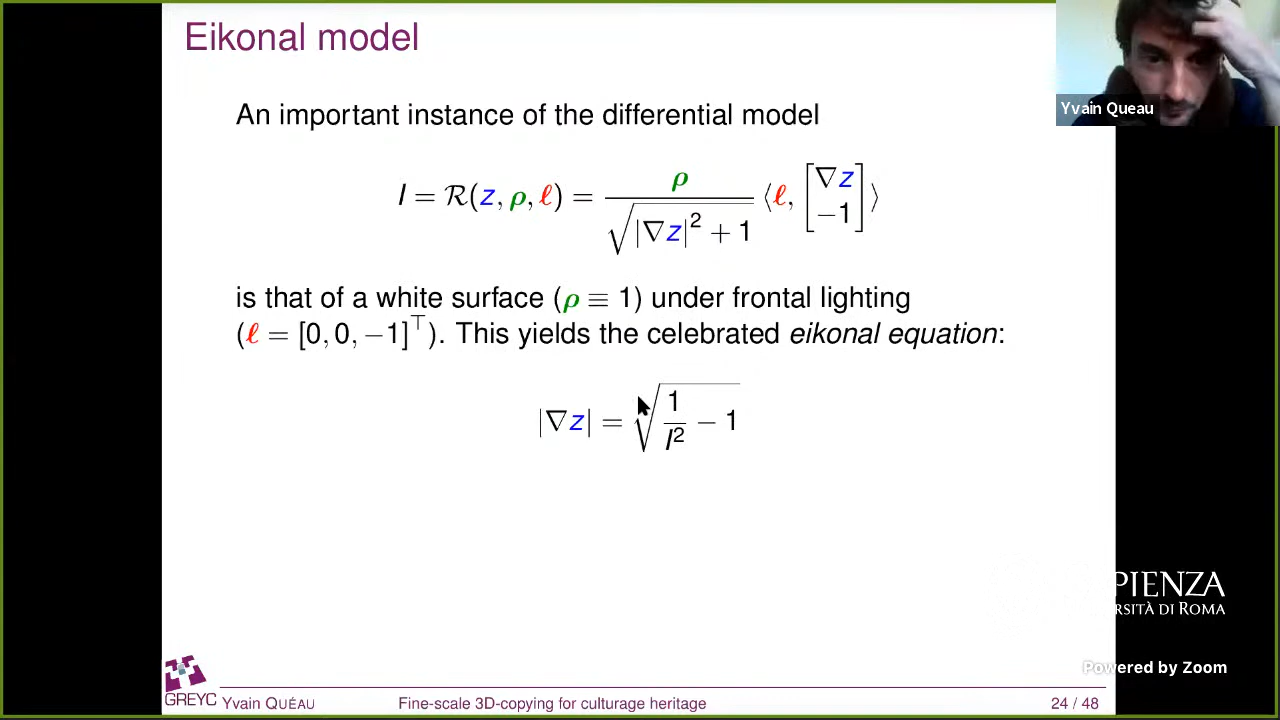 Eikonal model
Yvain Queau
An important instance of the differential model
I = R(z, ρ, ℓ) = ρ / √(|∇z|² + 1) ⟨ℓ, [∇z −1]⟩
is that of a white surface (ρ ≡ 1) under frontal lighting
(ℓ = [0, 0, −1]⊤). This yields the celebrated eikonal equation:
|∇z| = √(1/I² − 1)
PIENZA
RSITÀ DI ROMA
Powered by Zoom
GREYC
Yvain QUÉAU
Fine-scale 3D-copying for culturage heritage
24 / 48